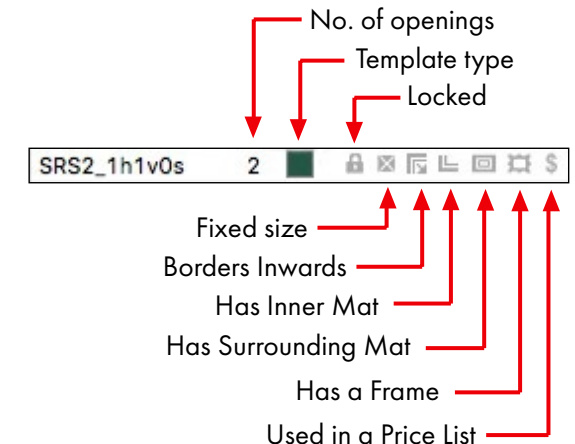 No. of openings
Template type
Locked
SRS2_1h1v0s 2 $
Fixed size
Borders Inwards
Has Inner Mat
Has Surrounding Mat
Has a Frame
Used in a Price List